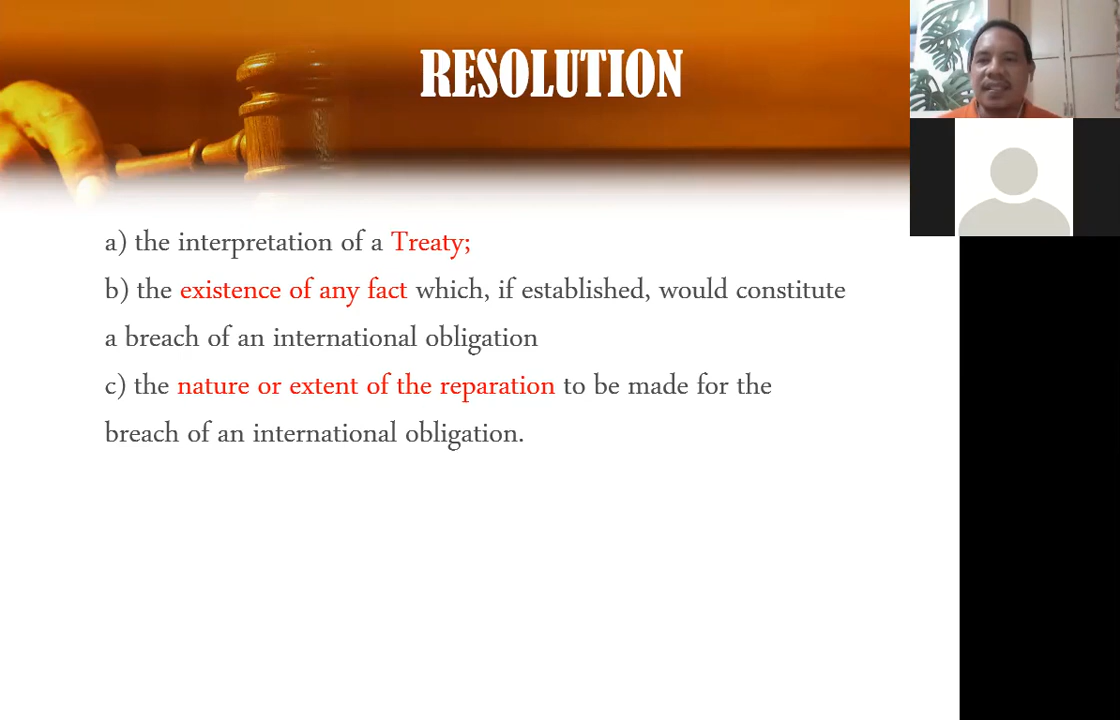 RESOLUTION
a) the interpretation of a Treaty;
b) the existence of any fact which, if established, would constitute
a breach of an international obligation
c) the nature or extent of the reparation to be made for the
breach of an international obligation.